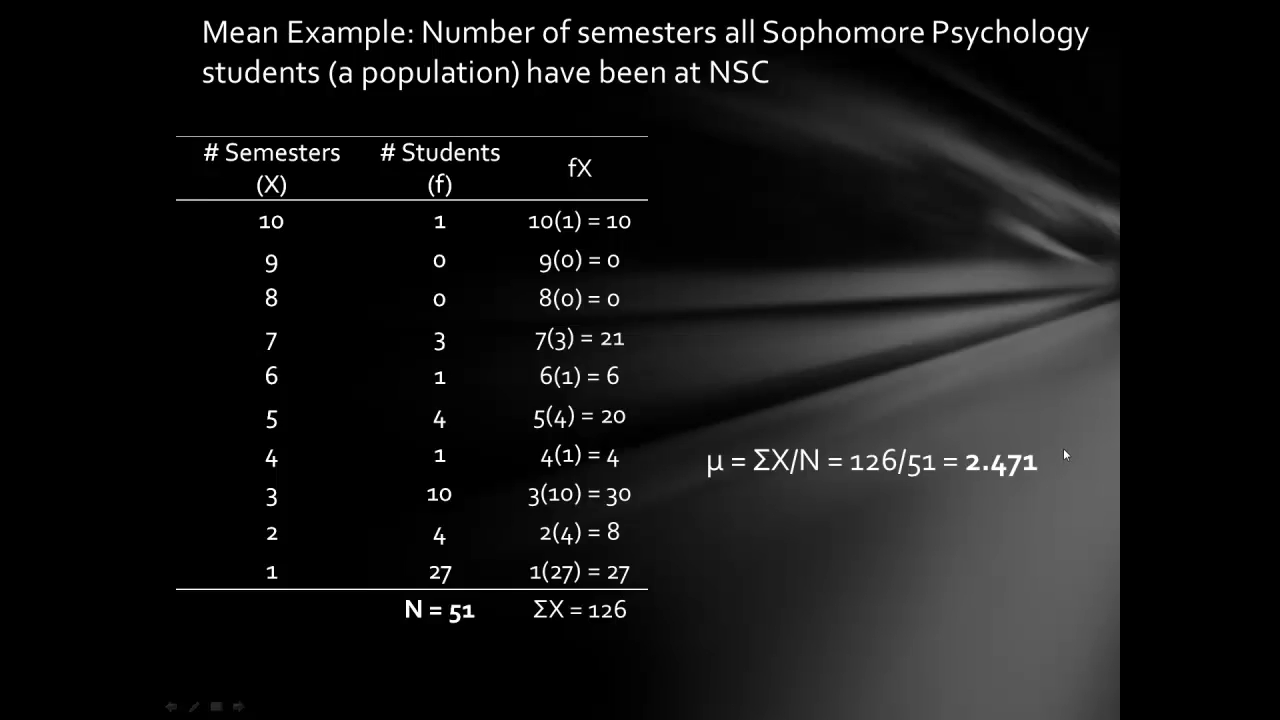 Mean Example: Number of semesters all Sophomore Psychology
students (a population) have been at NSC
# Semesters (X) # Students (f) fX
10 1 10(1) = 10
9 0 9(0) = 0
8 0 8(0) = 0
7 3 7(3) = 21
6 1 6(1) = 6
5 4 5(4) = 20
4 1 4(1) = 4
3 10 3(10) = 30
2 4 2(4) = 8
1 27 1(27) = 27
N = 51 ΣX = 126
μ = ΣX/N = 126/51 = 2.471